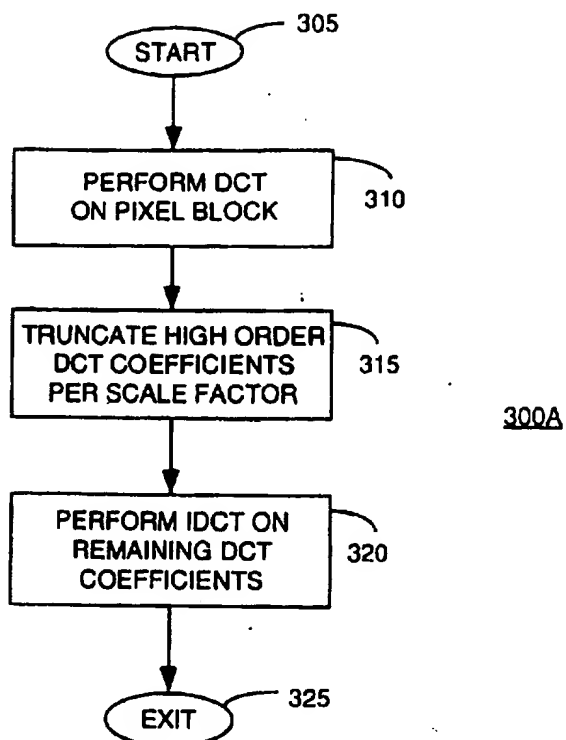 START
305
PERFORM DCT
ON PIXEL BLOCK
310
TRUNCATE HIGH ORDER
DCT COEFFICIENTS
PER SCALE FACTOR
315
300A
PERFORM IDCT ON
REMAINING DCT
COEFFICIENTS
320
EXIT
325